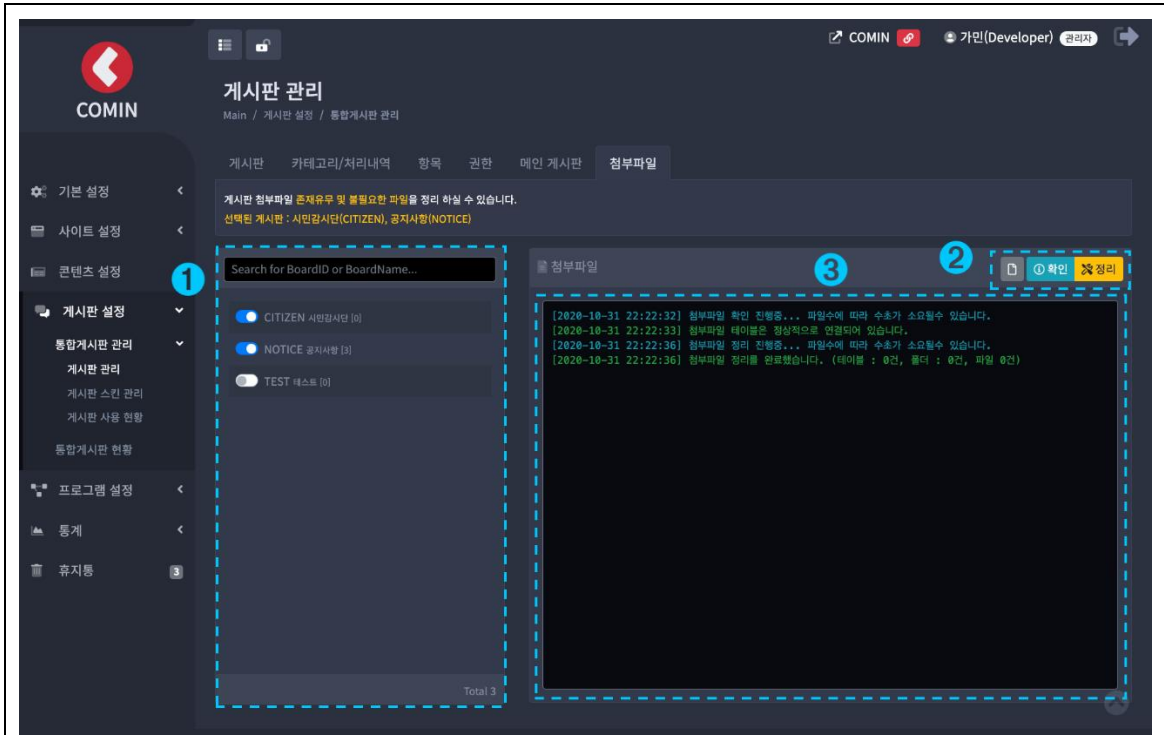 COMIN
가민(Developer) 관리자
COMIN
게시판 관리
Main / 게시판 설정 / 통합게시판 관리
게시판 카테고리/처리내역 항목 권한 메인 게시판 첨부파일
게시판 첨부파일 존재유무 및 불필요한 파일을 정리 하실 수 있습니다.
선택된 게시판 : 시민감시단(CITIZEN), 공지사항(NOTICE)
기본 설정
사이트 설정
콘텐츠 설정
게시판 설정
통합게시판 관리
게시판 관리
게시판 스킨 관리
게시판 사용 현황
통합게시판 현황
프로그램 설정
통계
휴지통 3
1
Search for BoardID or BoardName...
CITIZEN 시민감시단 [0]
NOTICE 공지사항 [3]
TEST 테스트 [0]
Total 3
첨부파일
3
2
확인 정리
[2020-10-31 22:22:32] 첨부파일 확인 진행중... 파일수에 따라 수초가 소요될수 있습니다.
[2020-10-31 22:22:33] 첨부파일 테이블은 정상적으로 연결되어 있습니다.
[2020-10-31 22:22:36] 첨부파일 정리 진행중... 파일수에 따라 수초가 소요될수 있습니다.
[2020-10-31 22:22:36] 첨부파일 정리를 완료했습니다. (테이블 : 0건, 폴더 : 0건, 파일 0건)